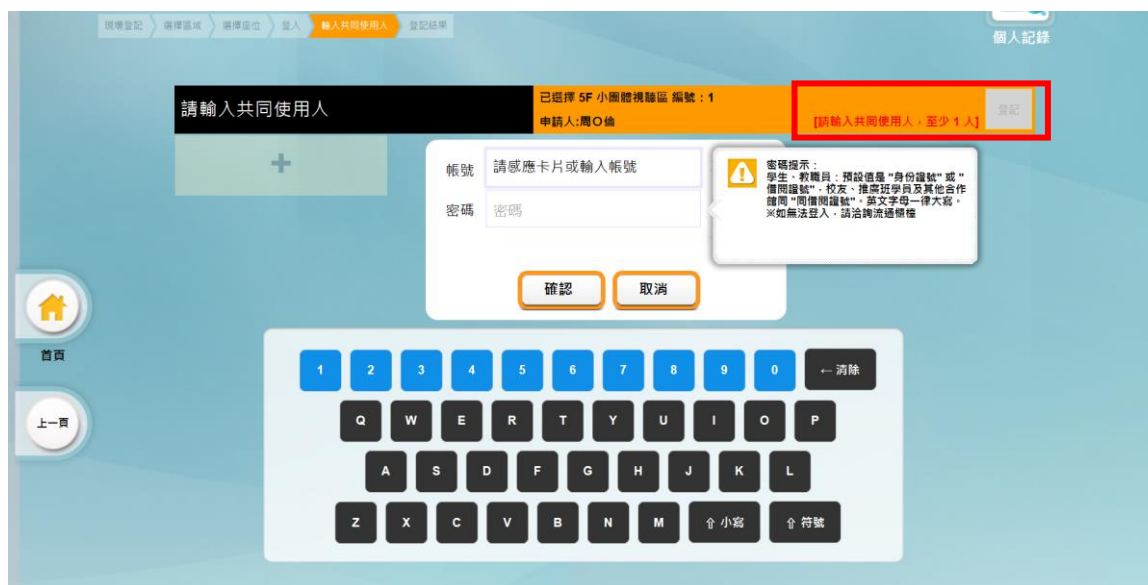 現場登記 選擇區域 選擇座位 登入 輸入共同使用人 登記結果
個人記錄
請輸入共同使用人
已選擇 5F 小團體視聽區 編號：1
申請人:周O倫
[請輸入共同使用人，至少 1 人]
登記
+
帳號 請感應卡片或輸入帳號
密碼 密碼
密碼提示：
學生、教職員：預設值是 "身份證號" 或 "
借閱證號"，校友、推廣班學員及其他合作
館同 "同借閱證號"。英文字母一律大寫。
※如無法登入，請洽詢流通櫃檯
確認 取消
首頁
上一頁
1 2 3 4 5 6 7 8 9 0 ←清除
Q W E R T Y U I O P
A S D F G H J K L
Z X C V B N M ⇧小寫 ⇧符號